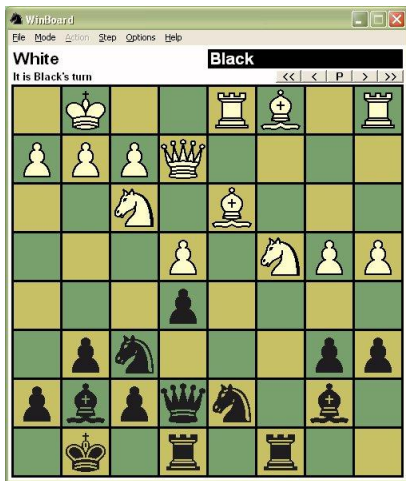 WinBoard
File Mode Action Step Options Help
White Black
It is Black's turn << < P > >>